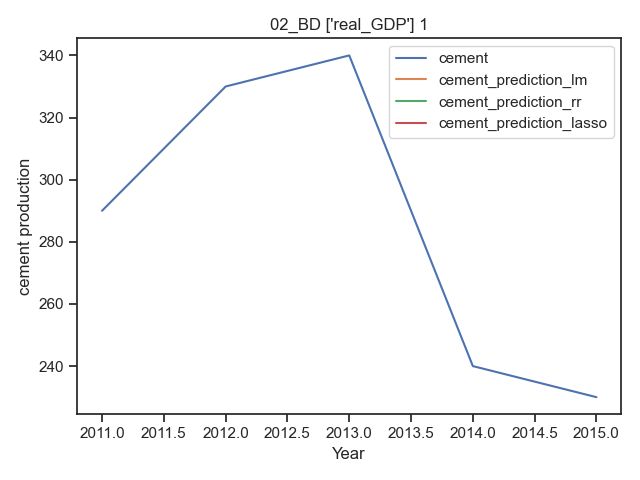 02_BD ['real_GDP'] 1
cement
cement_prediction_lm
cement_prediction_rr
cement_prediction_lasso
cement production
340
320
300
280
260
240
2011.0 2011.5 2012.0 2012.5 2013.0 2013.5 2014.0 2014.5 2015.0
Year